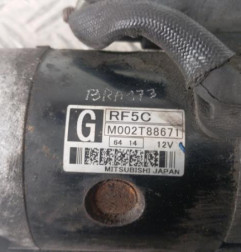 BRA173
G
RF5C
M002T88671
64 14 12V
MITSUBISHI JAPAN